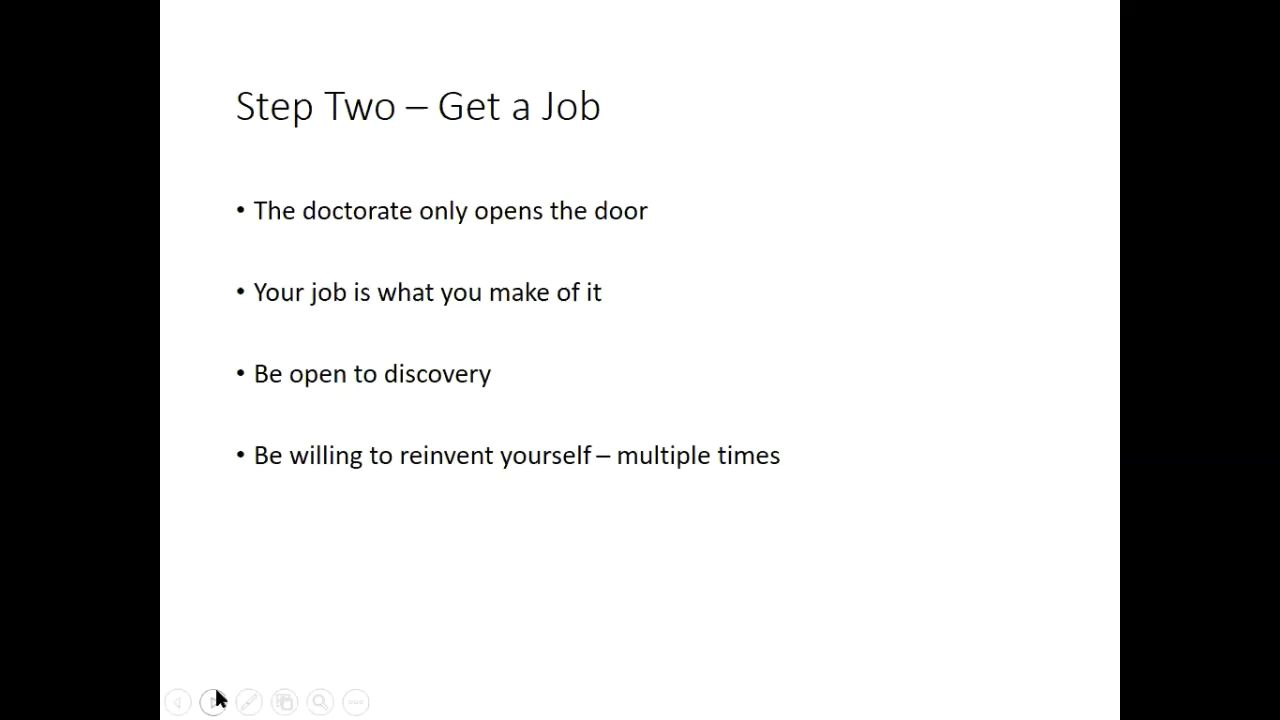 Step Two – Get a Job
• The doctorate only opens the door
• Your job is what you make of it
• Be open to discovery
• Be willing to reinvent yourself – multiple times